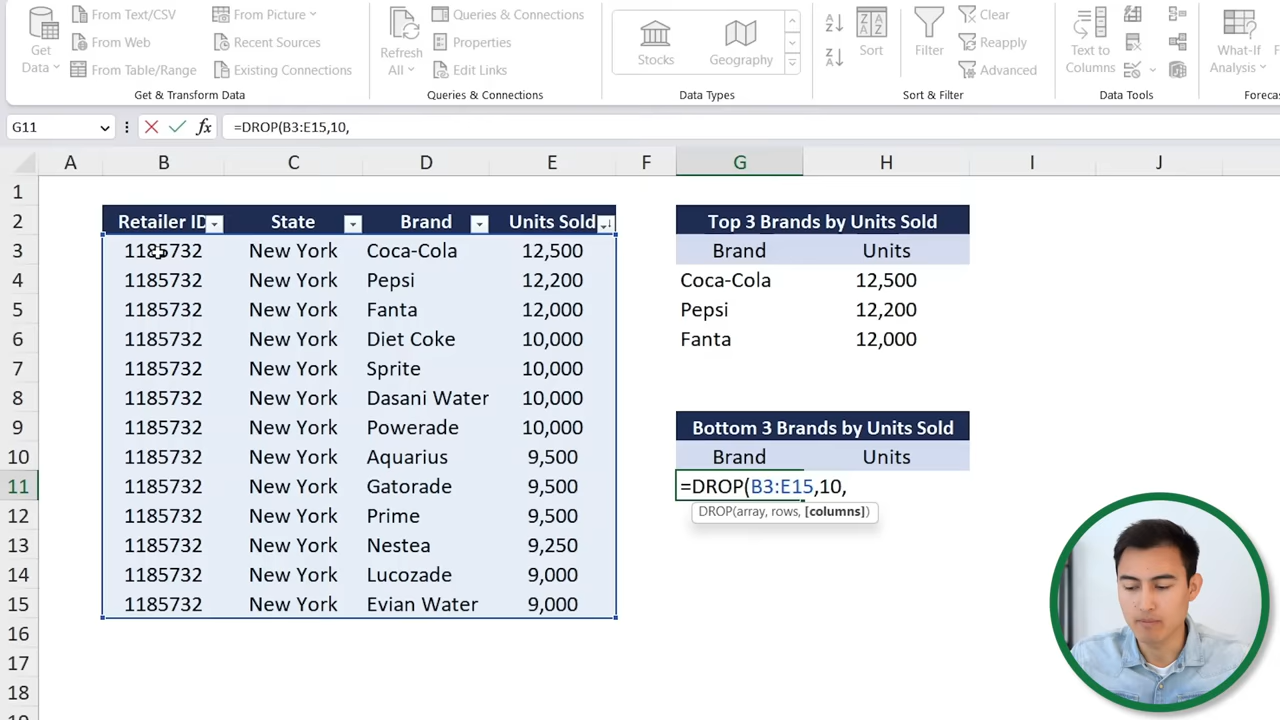 Get Data
From Text/CSV
From Web
From Table/Range
From Picture
Recent Sources
Existing Connections
Get & Transform Data
Refresh All
Queries & Connections
Properties
Edit Links
Queries & Connections
Stocks
Geography
Data Types
Sort
Filter
Clear
Reapply
Advanced
Sort & Filter
Text to Columns
Data Tools
What-If Analysis
Forecas
G11 fx =DROP(B3:E15,10,
A B C D E F G H I J
1
2 Retailer ID State Brand Units Sold Top 3 Brands by Units Sold
3 1185732 New York Coca-Cola 12,500 Brand Units
4 1185732 New York Pepsi 12,200 Coca-Cola 12,500
5 1185732 New York Fanta 12,000 Pepsi 12,200
6 1185732 New York Diet Coke 10,000 Fanta 12,000
7 1185732 New York Sprite 10,000
8 1185732 New York Dasani Water 10,000
9 1185732 New York Powerade 10,000 Bottom 3 Brands by Units Sold
10 1185732 New York Aquarius 9,500 Brand Units
11 1185732 New York Gatorade 9,500 =DROP(B3:E15,10,
12 1185732 New York Prime 9,500 DROP(array, rows, [columns])
13 1185732 New York Nestea 9,250
14 1185732 New York Lucozade 9,000
15 1185732 New York Evian Water 9,000
16
17
18